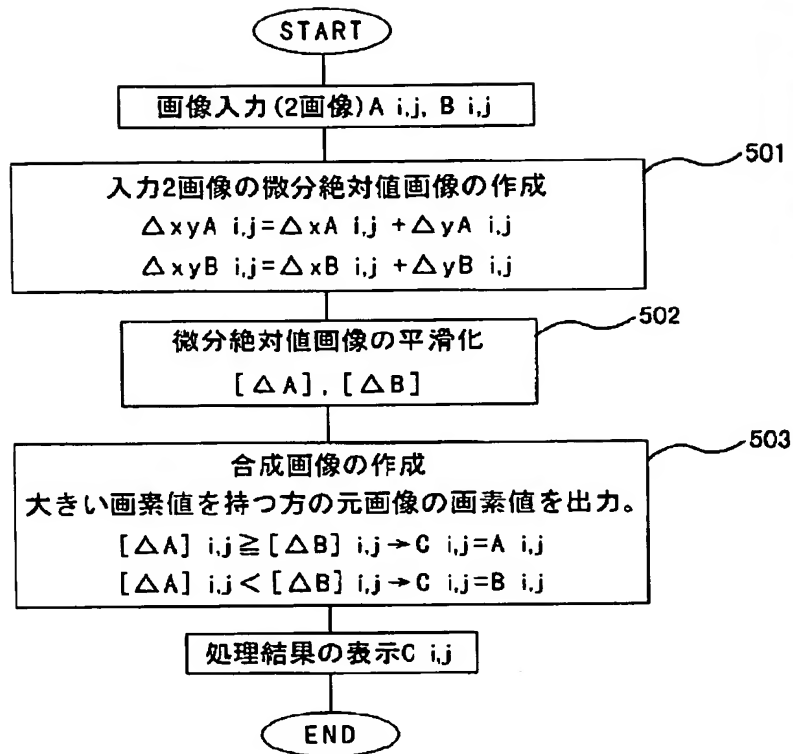 START
画像入力(2画像)A i,j, B i,j
501
入力2画像の微分絶対値画像の作成
△xyA i,j=△xA i,j +△yA i,j
△xyB i,j=△xB i,j +△yB i,j
502
微分絶対値画像の平滑化
[△A], [△B]
503
合成画像の作成
大きい画素値を持つ方の元画像の画素値を出力。
[△A] i,j≧[△B] i,j→C i,j=A i,j
[△A] i,j<[△B] i,j→C i,j=B i,j
処理結果の表示C i,j
END